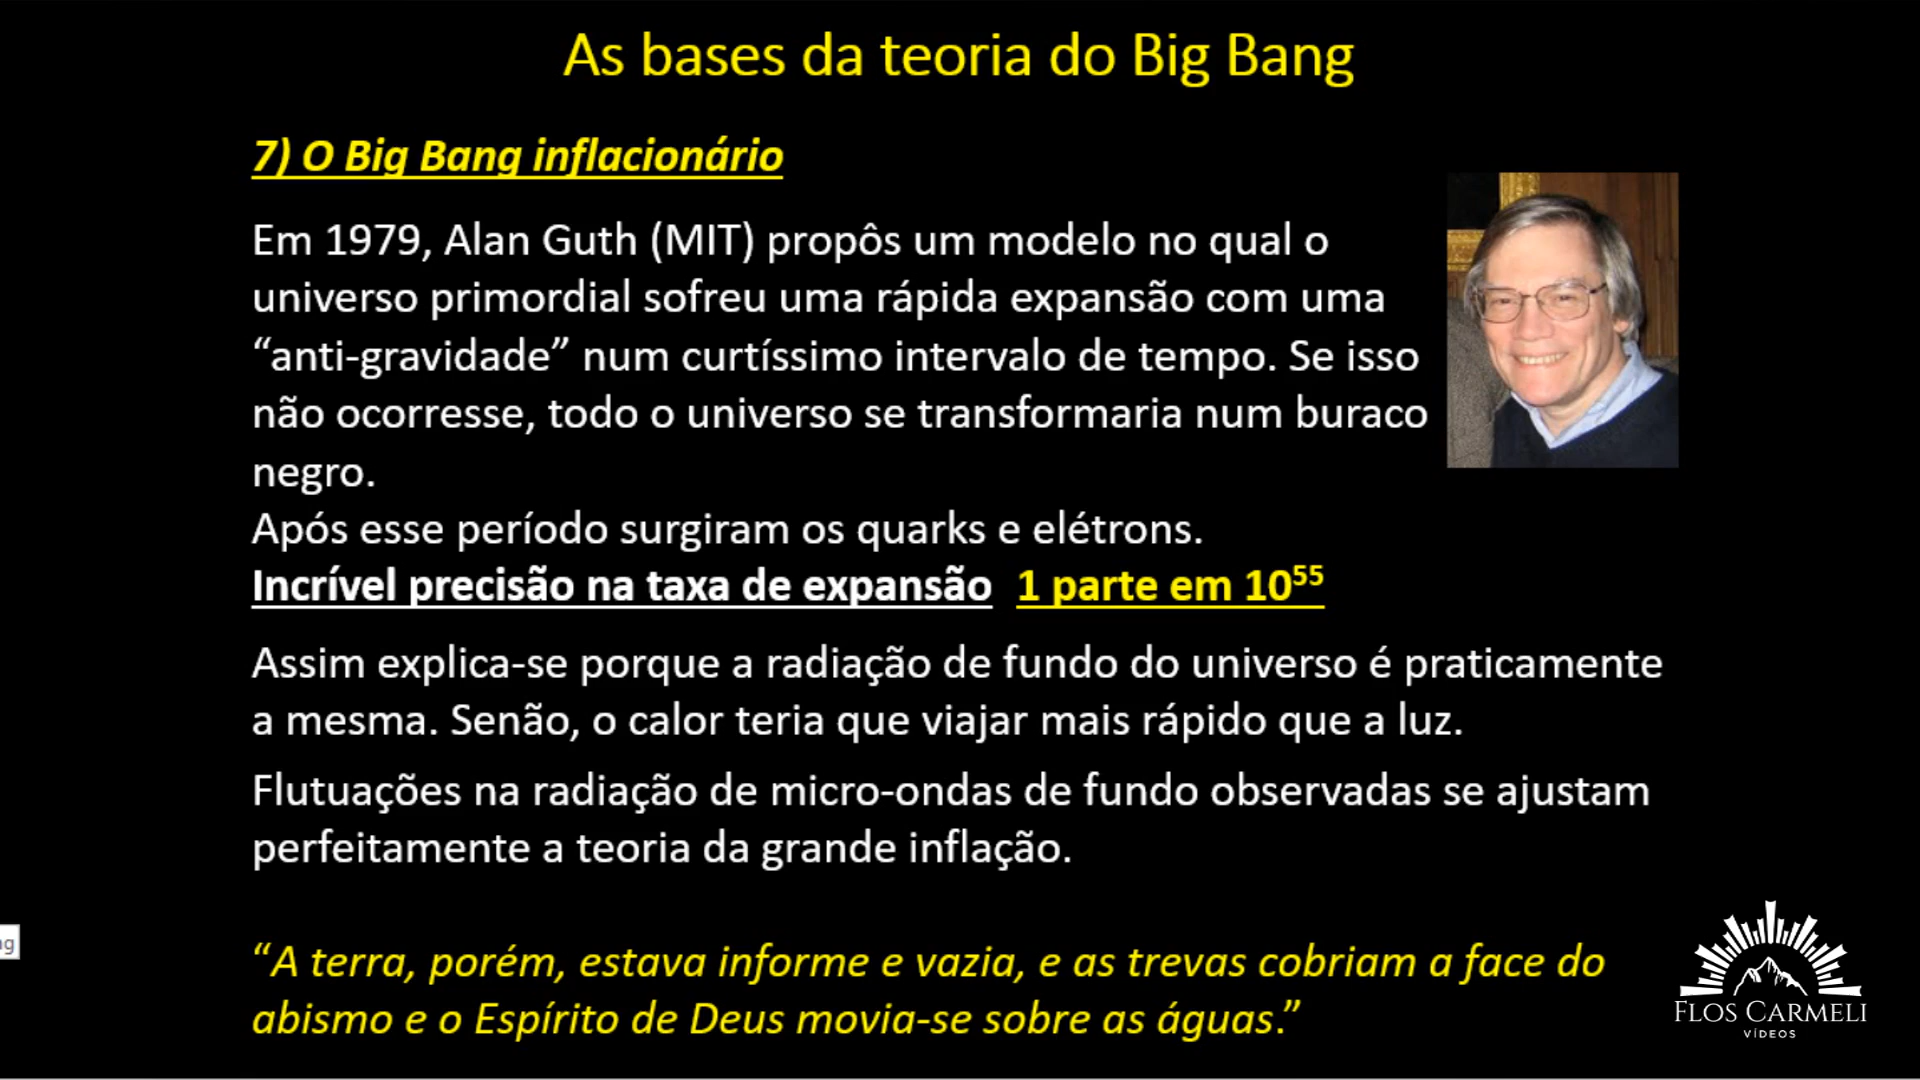 As bases da teoria do Big Bang
7) O Big Bang inflacionário
Em 1979, Alan Guth (MIT) propôs um modelo no qual o
universo primordial sofreu uma rápida expansão com uma
“anti-gravidade” num curtíssimo intervalo de tempo. Se isso
não ocorresse, todo o universo se transformaria num buraco
negro.
Após esse período surgiram os quarks e elétrons.
Incrível precisão na taxa de expansão 1 parte em 10⁵⁵
Assim explica-se porque a radiação de fundo do universo é praticamente
a mesma. Senão, o calor teria que viajar mais rápido que a luz.
Flutuações na radiação de micro-ondas de fundo observadas se ajustam
perfeitamente a teoria da grande inflação.
“A terra, porém, estava informe e vazia, e as trevas cobriam a face do
abismo e o Espírito de Deus movia-se sobre as águas.”
FLOS CARMELI
VÍDEOS